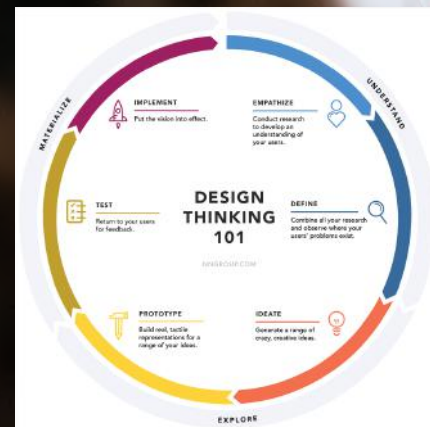 MATERIALIZE
UNDERSTAND
EXPLORE
IMPLEMENT
Put the vision into effect.
EMPATHIZE
Conduct research
to develop an
understanding of
your users.
TEST
Return to your users
for feedback.
DESIGN
THINKING
101
NNGROUP.COM
DEFINE
Combine all your research
and observe where your
users' problems exist.
PROTOTYPE
Build real, tactile
representations for a
range of your ideas.
IDEATE
Generate a range of
crazy, creative ideas.